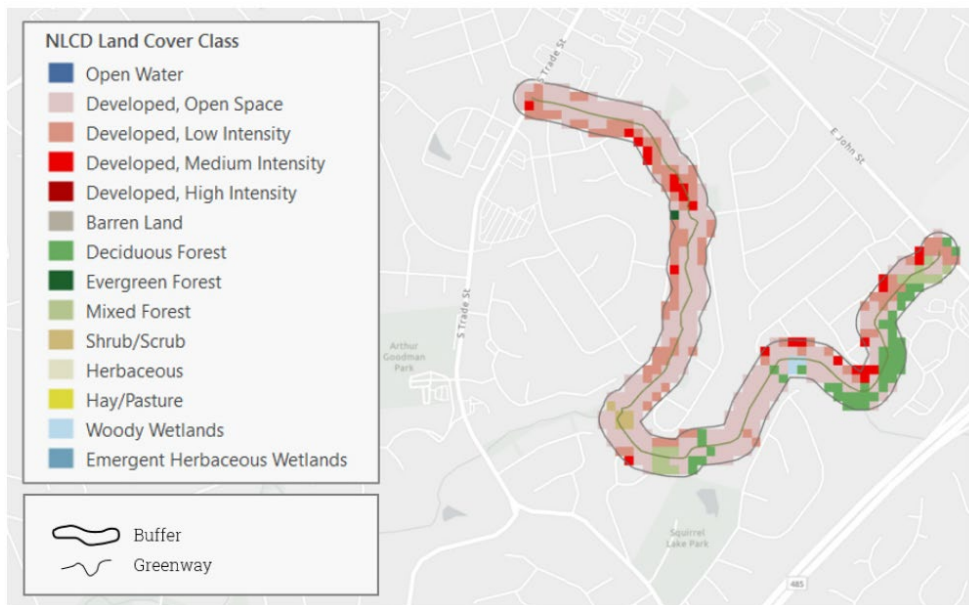 NLCD Land Cover Class
Open Water
Developed, Open Space
Developed, Low Intensity
Developed, Medium Intensity
Developed, High Intensity
Barren Land
Deciduous Forest
Evergreen Forest
Mixed Forest
Shrub/Scrub
Herbaceous
Hay/Pasture
Woody Wetlands
Emergent Herbaceous Wetlands
Buffer
Greenway
S Trade St
E John St
S Trade St
Arthur
Goodman
Park
Squirrel
Lake Park
485